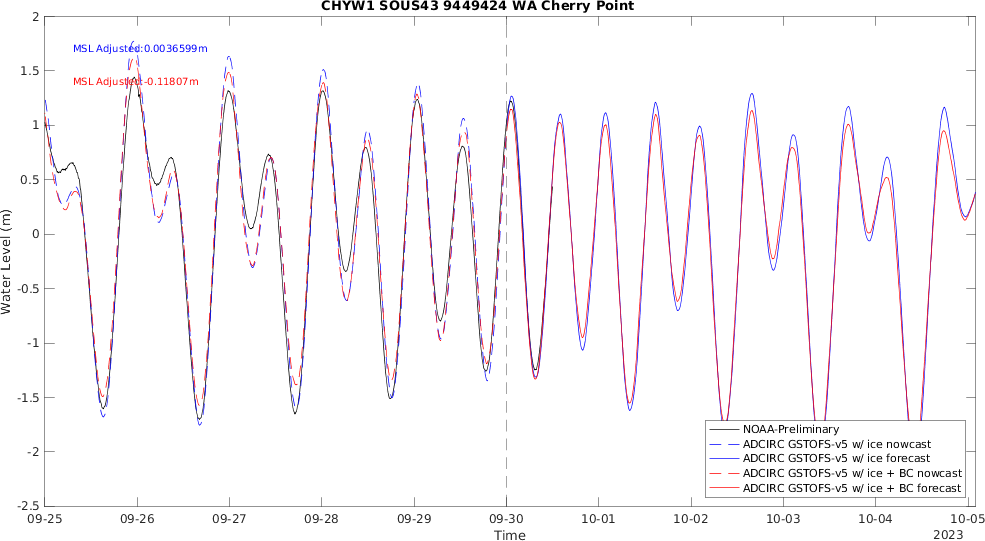 CHYW1 SOUS43 9449424 WA Cherry Point
MSL Adjusted:0.0036599m
MSL Adjusted:-0.11807m
Water Level (m)
2
1.5
1
0.5
0
-0.5
-1
-1.5
-2
-2.5
NOAA-Preliminary
ADCIRC GSTOFS-v5 w/ ice nowcast
ADCIRC GSTOFS-v5 w/ ice forecast
ADCIRC GSTOFS-v5 w/ ice + BC nowcast
ADCIRC GSTOFS-v5 w/ ice + BC forecast
09-25 09-26 09-27 09-28 09-29 09-30 10-01 10-02 10-03 10-04 10-05
Time
2023